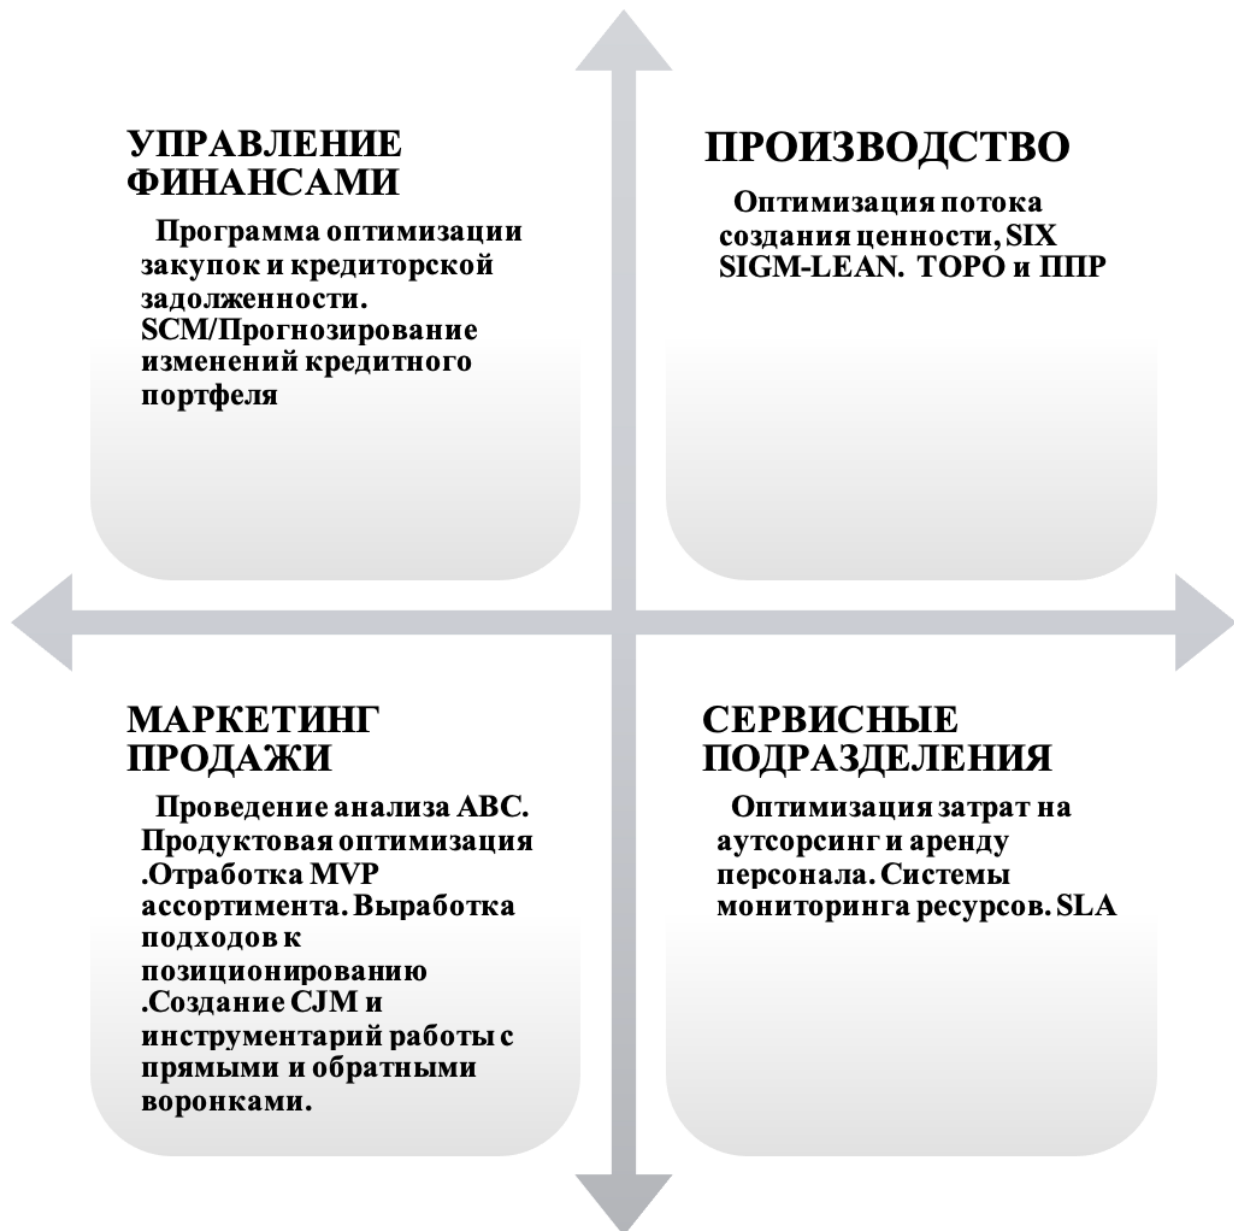 УПРАВЛЕНИЕ
ФИНАНСАМИ
Программа оптимизации
закупок и кредиторской
задолженности.
SCM/Прогнозирование
изменений кредитного
портфеля
ПРОИЗВОДСТВО
Оптимизация потока
создания ценности, SIX
SIGM-LEAN. ТОРО и ППР
МАРКЕТИНГ
ПРОДАЖИ
Проведение анализа АВС.
Продуктовая оптимизация
.Отработка MVP
ассортимента. Выработка
подходов к
позиционированию
.Создание CJM и
инструментарий работы с
прямыми и обратными
воронками.
СЕРВИСНЫЕ
ПОДРАЗДЕЛЕНИЯ
Оптимизация затрат на
аутсорсинг и аренду
персонала. Системы
мониторинга ресурсов. SLA